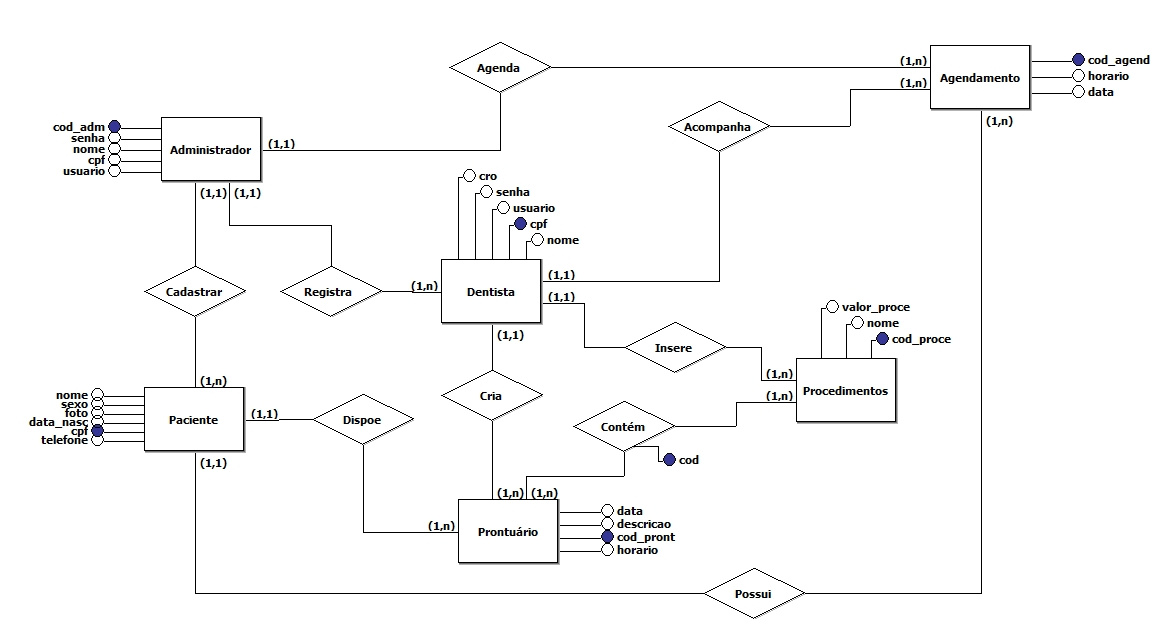 Agenda
(1,n)
(1,n)
Agendamento
cod_agend
horario
data
(1,n)
Acompanha
cod_adm
senha
nome
cpf
usuario
Administrador
(1,1)
(1,1)
(1,1)
cro
senha
usuario
cpf
nome
Cadastrar
Registra
(1,n)
Dentista
(1,1)
(1,1)
(1,1)
Insere
valor_proce
nome
cod_proce
(1,n)
(1,n)
Procedimentos
(1,n)
nome
sexo
foto
data_nasc
cpf
telefone
Paciente
(1,1)
(1,1)
Dispoe
Cria
Contém
cod
(1,n)
(1,n)
(1,n)
Prontuário
data
descricao
cod_pront
horario
Possui